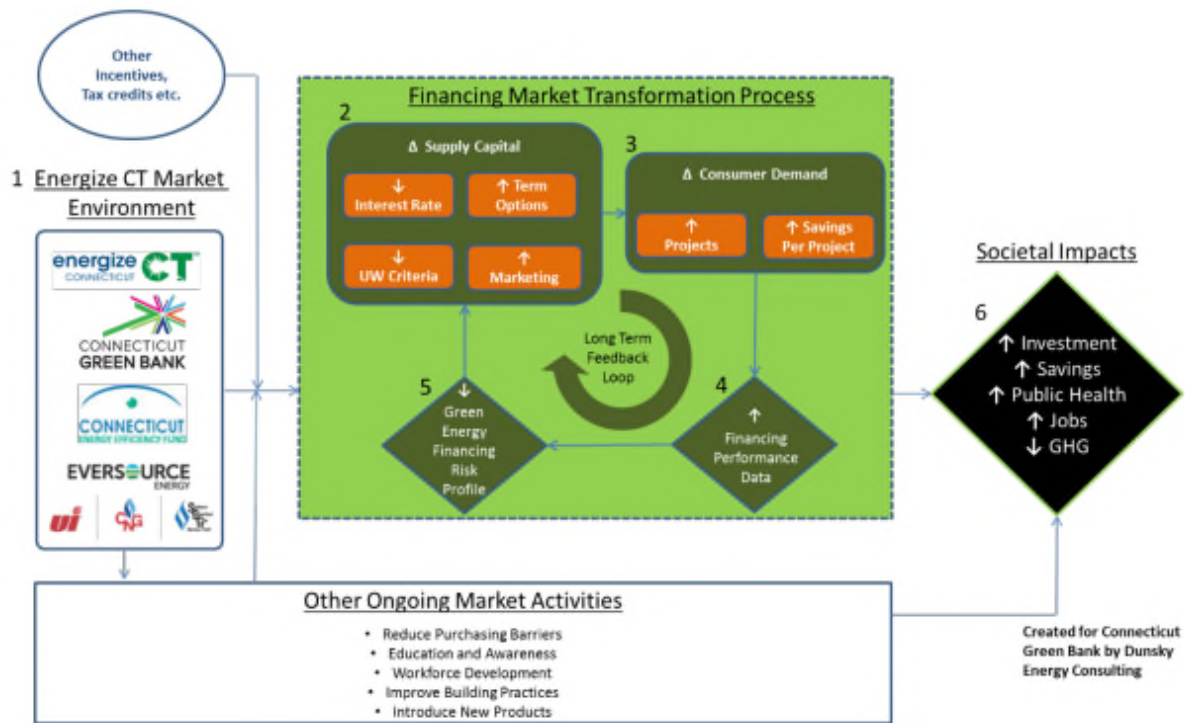 Other
Incentives,
Tax credits etc.
1 Energize CT Market
Environment
energize
CONNECTICUT
CT
CONNECTICUT
GREEN BANK
CONNECTICUT
ENERGY EFFICIENCY FUND
EVERSOURCE
ENERGY
ui
CNG
Financing Market Transformation Process
2
Δ Supply Capital
↓
Interest Rate
↑ Term
Options
↓
UW Criteria
↑
Marketing
3
Δ Consumer Demand
↑
Projects
↑ Savings
Per Project
Long Term
Feedback
Loop
4
↑
Financing
Performance
Data
5
↓
Green
Energy
Financing
Risk
Profile
Societal Impacts
6
↑ Investment
↑ Savings
↑ Public Health
↑ Jobs
↓ GHG
Other Ongoing Market Activities
• Reduce Purchasing Barriers
• Education and Awareness
• Workforce Development
• Improve Building Practices
• Introduce New Products
Created for Connecticut
Green Bank by Dunsky
Energy Consulting